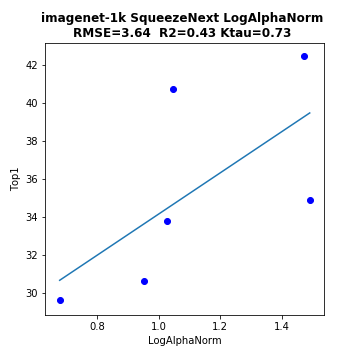 imagenet-1k SqueezeNext LogAlphaNorm
RMSE=3.64 R2=0.43 Ktau=0.73
42
40
38
36
34
32
30
Top1
0.8
1.0
1.2
1.4
LogAlphaNorm